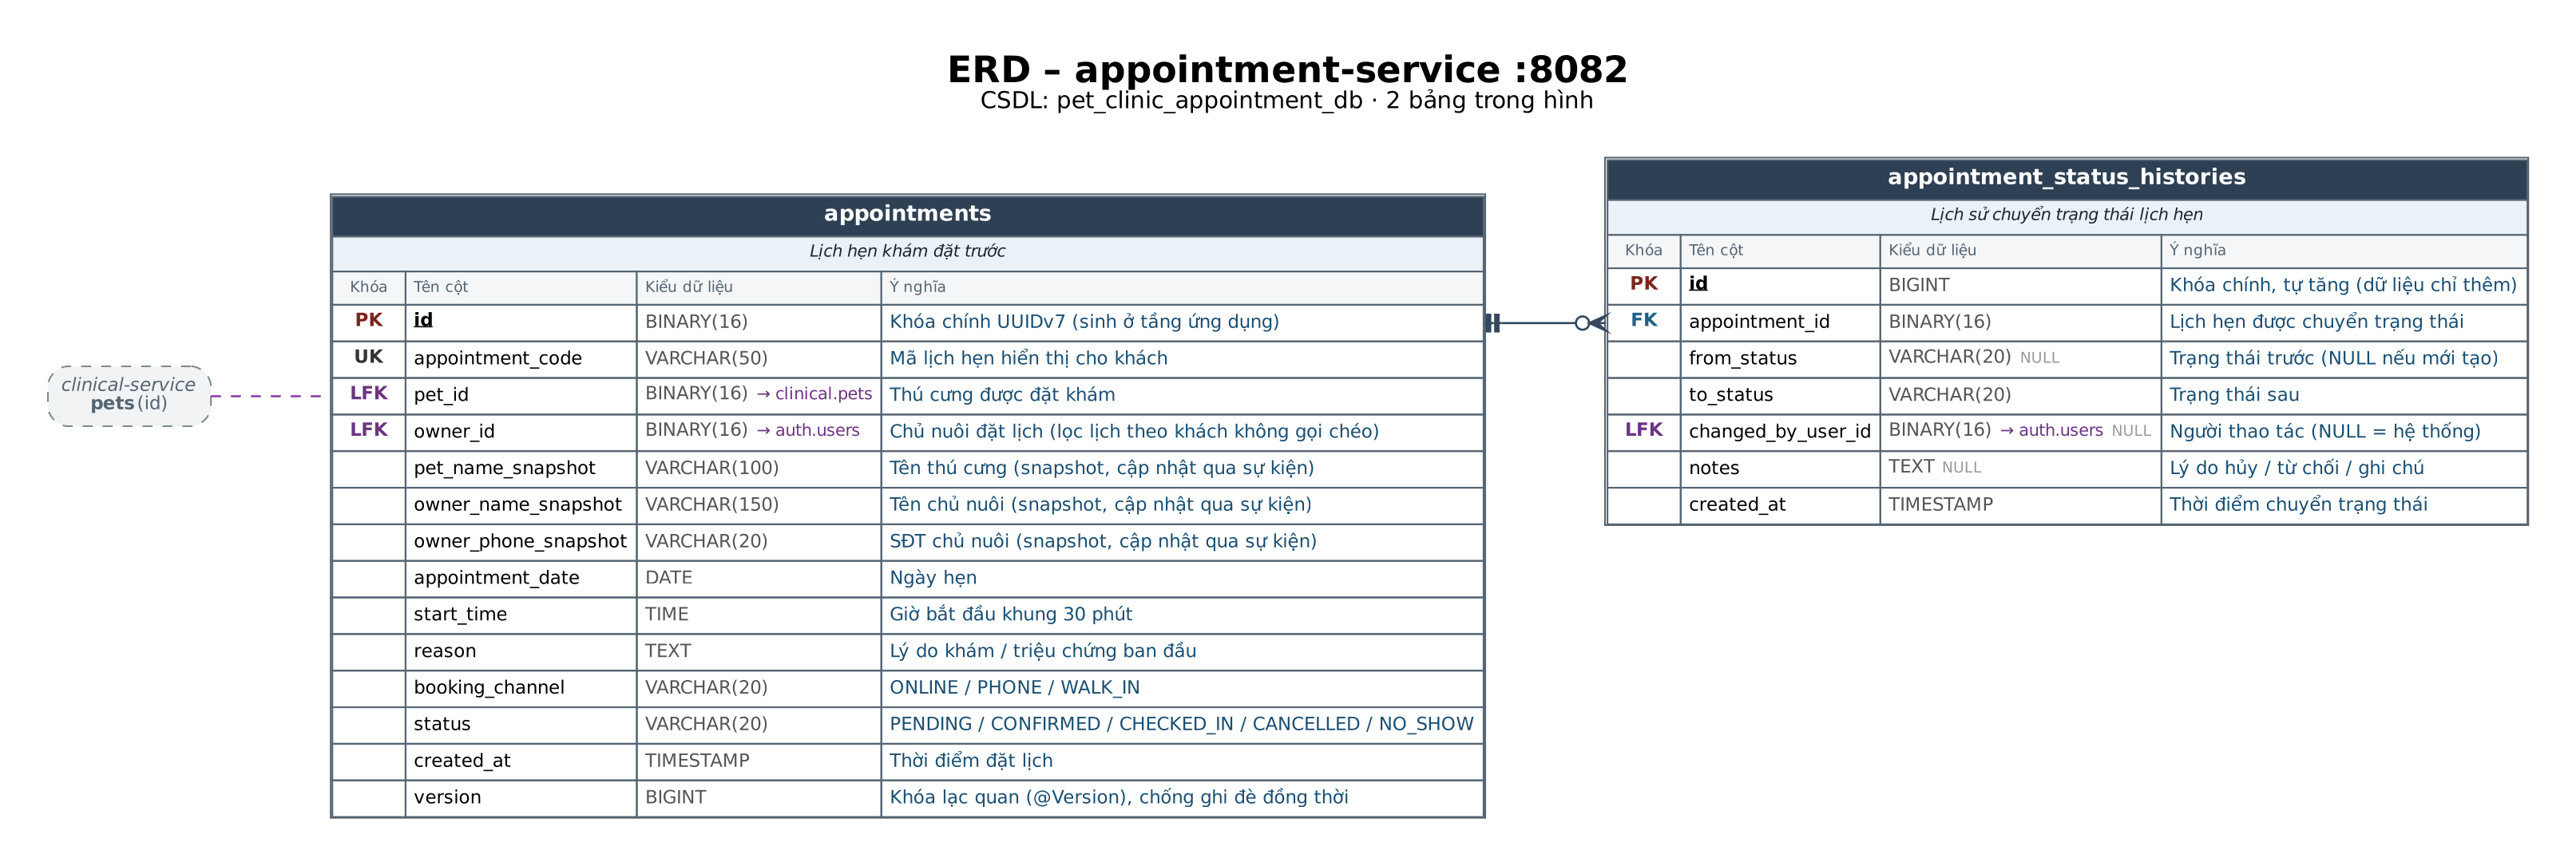 ERD – appointment-service :8082
CSDL: pet_clinic_appointment_db · 2 bảng trong hình
clinical-service
pets(id)
appointments
Lịch hẹn khám đặt trước
Khóa Tên cột Kiểu dữ liệu Ý nghĩa
PK id BINARY(16) Khóa chính UUIDv7 (sinh ở tầng ứng dụng)
UK appointment_code VARCHAR(50) Mã lịch hẹn hiển thị cho khách
LFK pet_id BINARY(16) → clinical.pets Thú cưng được đặt khám
LFK owner_id BINARY(16) → auth.users Chủ nuôi đặt lịch (lọc lịch theo khách không gọi chéo)
pet_name_snapshot VARCHAR(100) Tên thú cưng (snapshot, cập nhật qua sự kiện)
owner_name_snapshot VARCHAR(150) Tên chủ nuôi (snapshot, cập nhật qua sự kiện)
owner_phone_snapshot VARCHAR(20) SĐT chủ nuôi (snapshot, cập nhật qua sự kiện)
appointment_date DATE Ngày hẹn
start_time TIME Giờ bắt đầu khung 30 phút
reason TEXT Lý do khám / triệu chứng ban đầu
booking_channel VARCHAR(20) ONLINE / PHONE / WALK_IN
status VARCHAR(20) PENDING / CONFIRMED / CHECKED_IN / CANCELLED / NO_SHOW
created_at TIMESTAMP Thời điểm đặt lịch
version BIGINT Khóa lạc quan (@Version), chống ghi đè đồng thời
appointment_status_histories
Lịch sử chuyển trạng thái lịch hẹn
Khóa Tên cột Kiểu dữ liệu Ý nghĩa
PK id BIGINT Khóa chính, tự tăng (dữ liệu chỉ thêm)
FK appointment_id BINARY(16) Lịch hẹn được chuyển trạng thái
from_status VARCHAR(20) NULL Trạng thái trước (NULL nếu mới tạo)
to_status VARCHAR(20) Trạng thái sau
LFK changed_by_user_id BINARY(16) → auth.users NULL Người thao tác (NULL = hệ thống)
notes TEXT NULL Lý do hủy / từ chối / ghi chú
created_at TIMESTAMP Thời điểm chuyển trạng thái